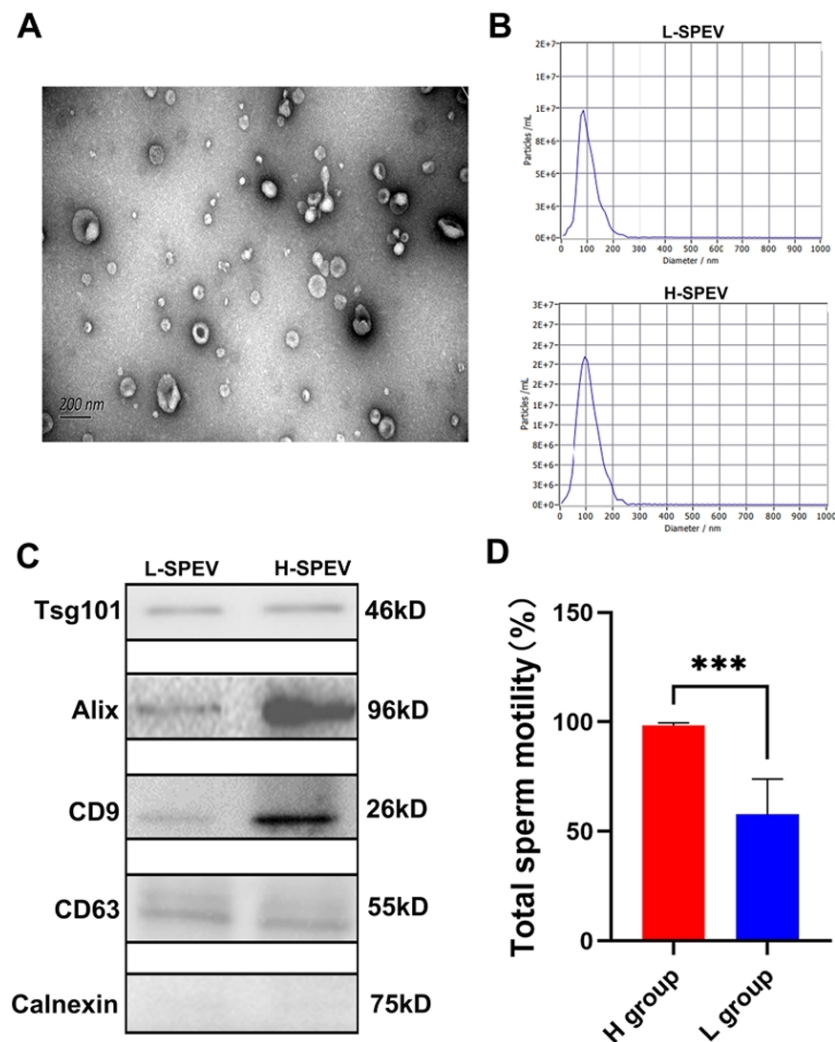 A
200 nm
B
L-SPEV
2E+7
1E+7
1E+7
8E+6
5E+6
3E+6
0E+0
Particles /mL
0 100 200 300 400 500 600 700 800 900 1000
Diameter / nm
H-SPEV
3E+7
2E+7
2E+7
2E+7
1E+7
1E+7
8E+6
5E+6
3E+6
0E+0
Particles /mL
0 100 200 300 400 500 600 700 800 900 1000
Diameter / nm
C
L-SPEV H-SPEV
Tsg101 46kD
Alix 96kD
CD9 26kD
CD63 55kD
Calnexin 75kD
D
Total sperm motility (%)
150
100
50
0
***
H group
L group